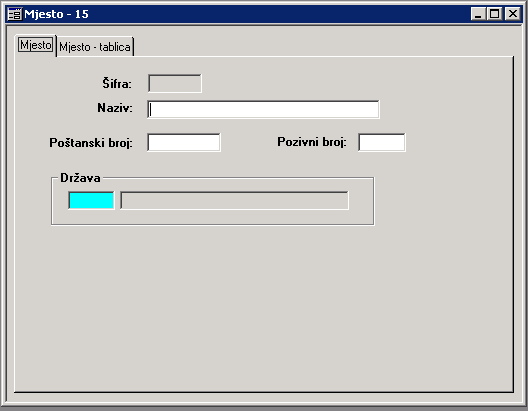 Mjesto - 15
Mjesto Mjesto - tablica
Šifra:
Naziv:
Poštanski broj: Pozivni broj:
Država